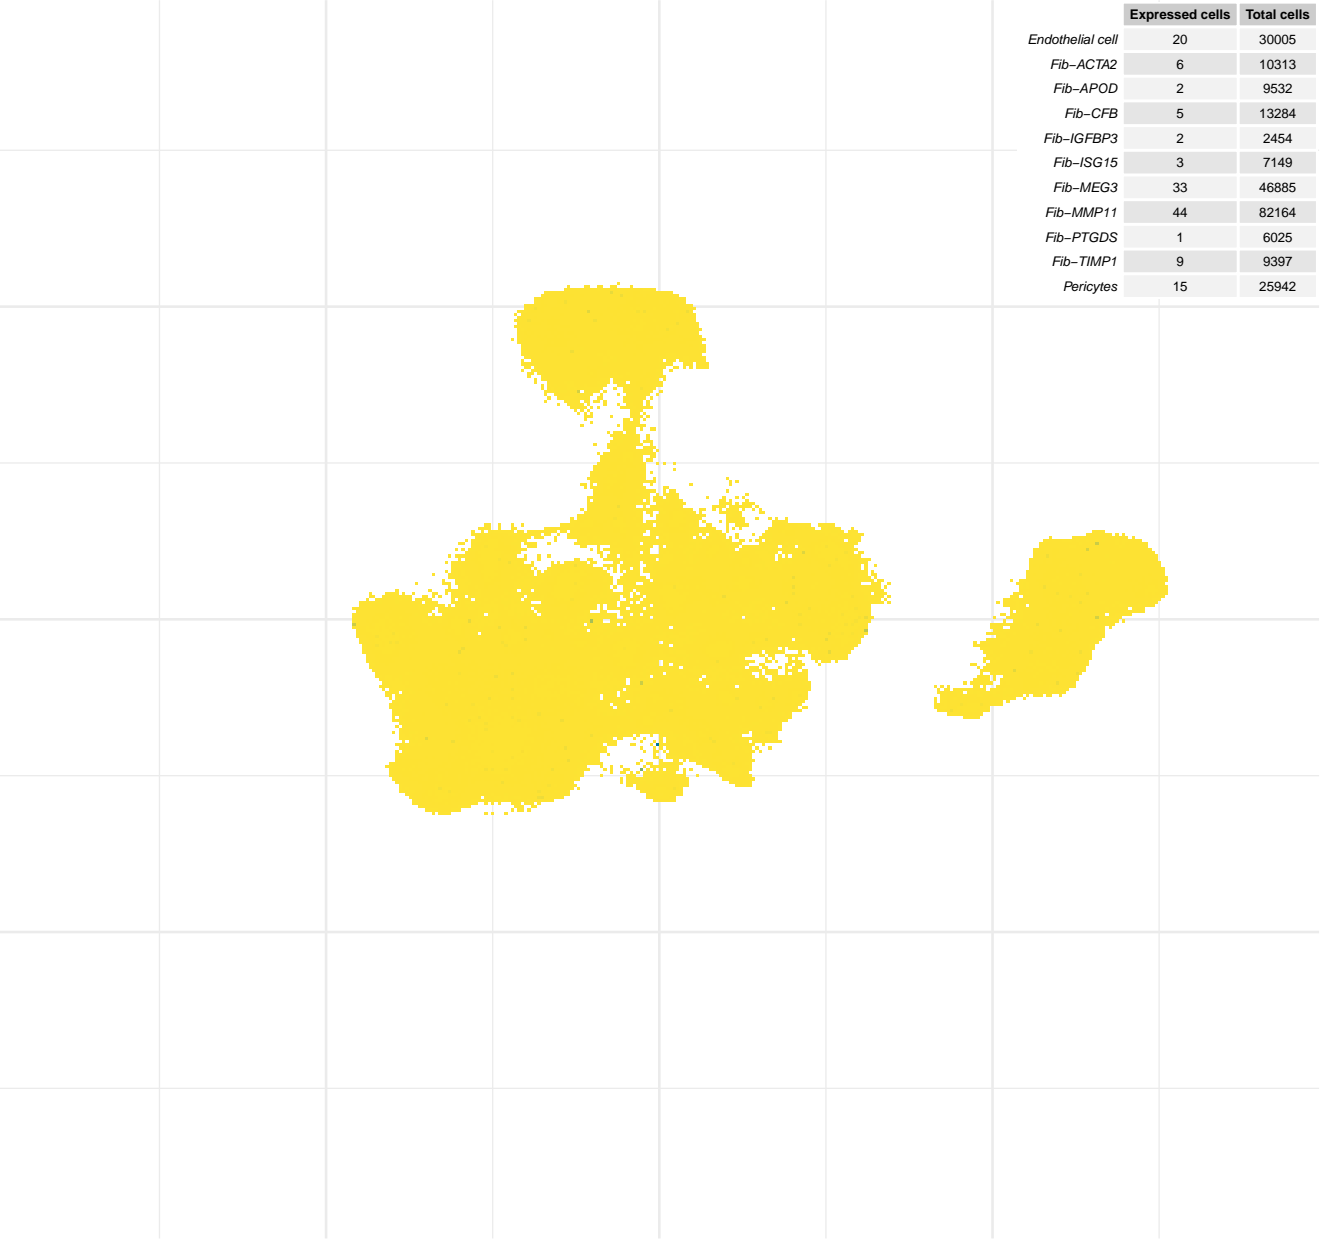 Expressed cells Total cells
Endothelial cell 20 30005
Fib−ACTA2 6 10313
Fib−APOD 2 9532
Fib−CFB 5 13284
Fib−IGFBP3 2 2454
Fib−ISG15 3 7149
Fib−MEG3 33 46885
Fib−MMP11 44 82164
Fib−PTGDS 1 6025
Fib−TIMP1 9 9397
Pericytes 15 25942